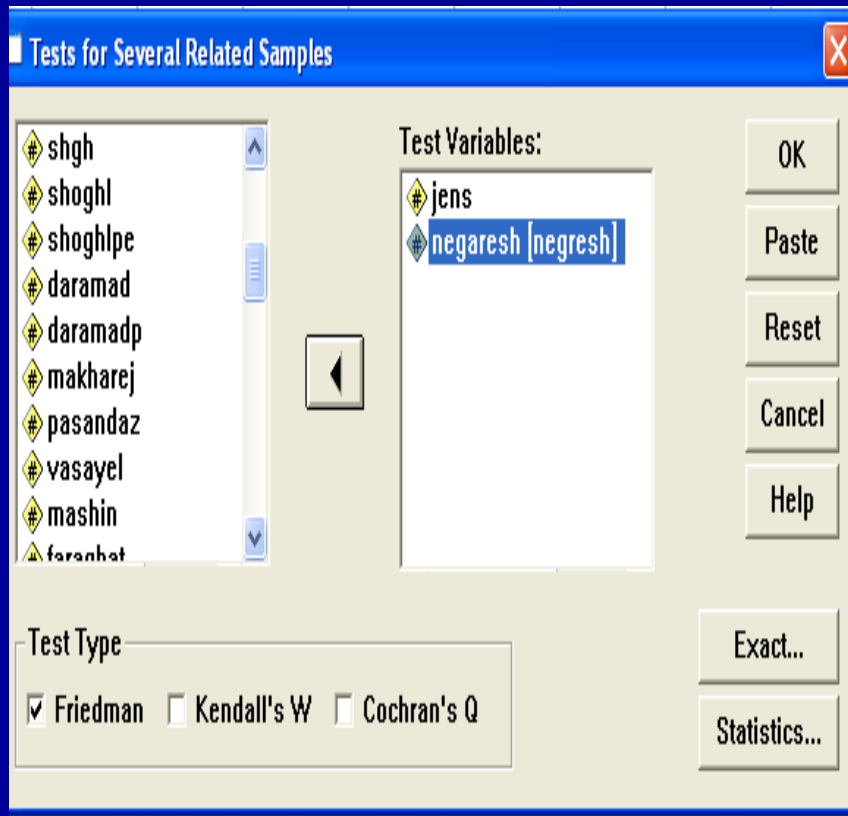 Tests for Several Related Samples
shgh
shoghl
shoghlpe
daramad
daramadp
makharej
pasandaz
vasayel
mashin
faraghat
Test Variables:
jens
negaresh [negresh]
OK
Paste
Reset
Cancel
Help
Test Type
Friedman Kendall's W Cochran's Q
Exact...
Statistics...